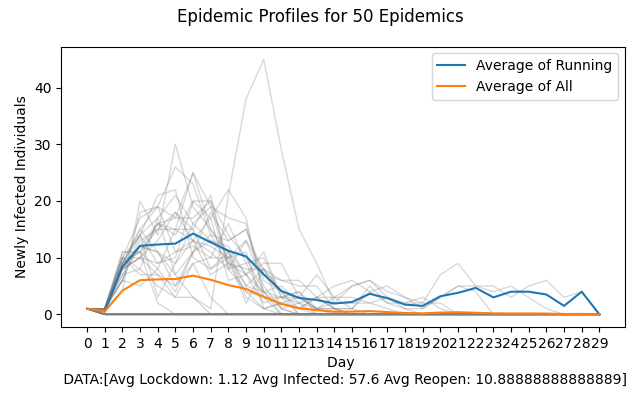 Epidemic Profiles for 50 Epidemics
Average of Running
Average of All
40
30
20
10
0
Newly Infected Individuals
0 1 2 3 4 5 6 7 8 9 10 11 12 13 14 15 16 17 18 19 20 21 22 23 24 25 26 27 28 29
Day
DATA:[Avg Lockdown: 1.12 Avg Infected: 57.6 Avg Reopen: 10.88888888888889]